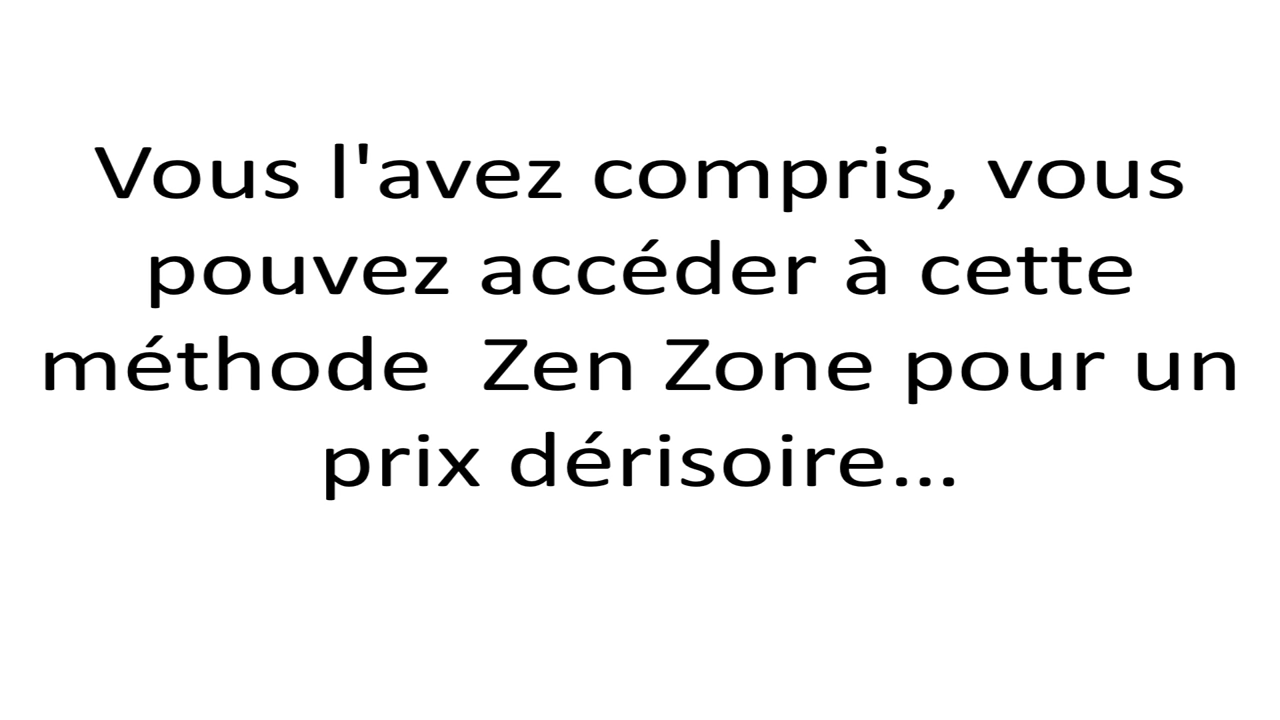 Vous l'avez compris, vous
pouvez accéder à cette
méthode  Zen Zone pour un
prix dérisoire...